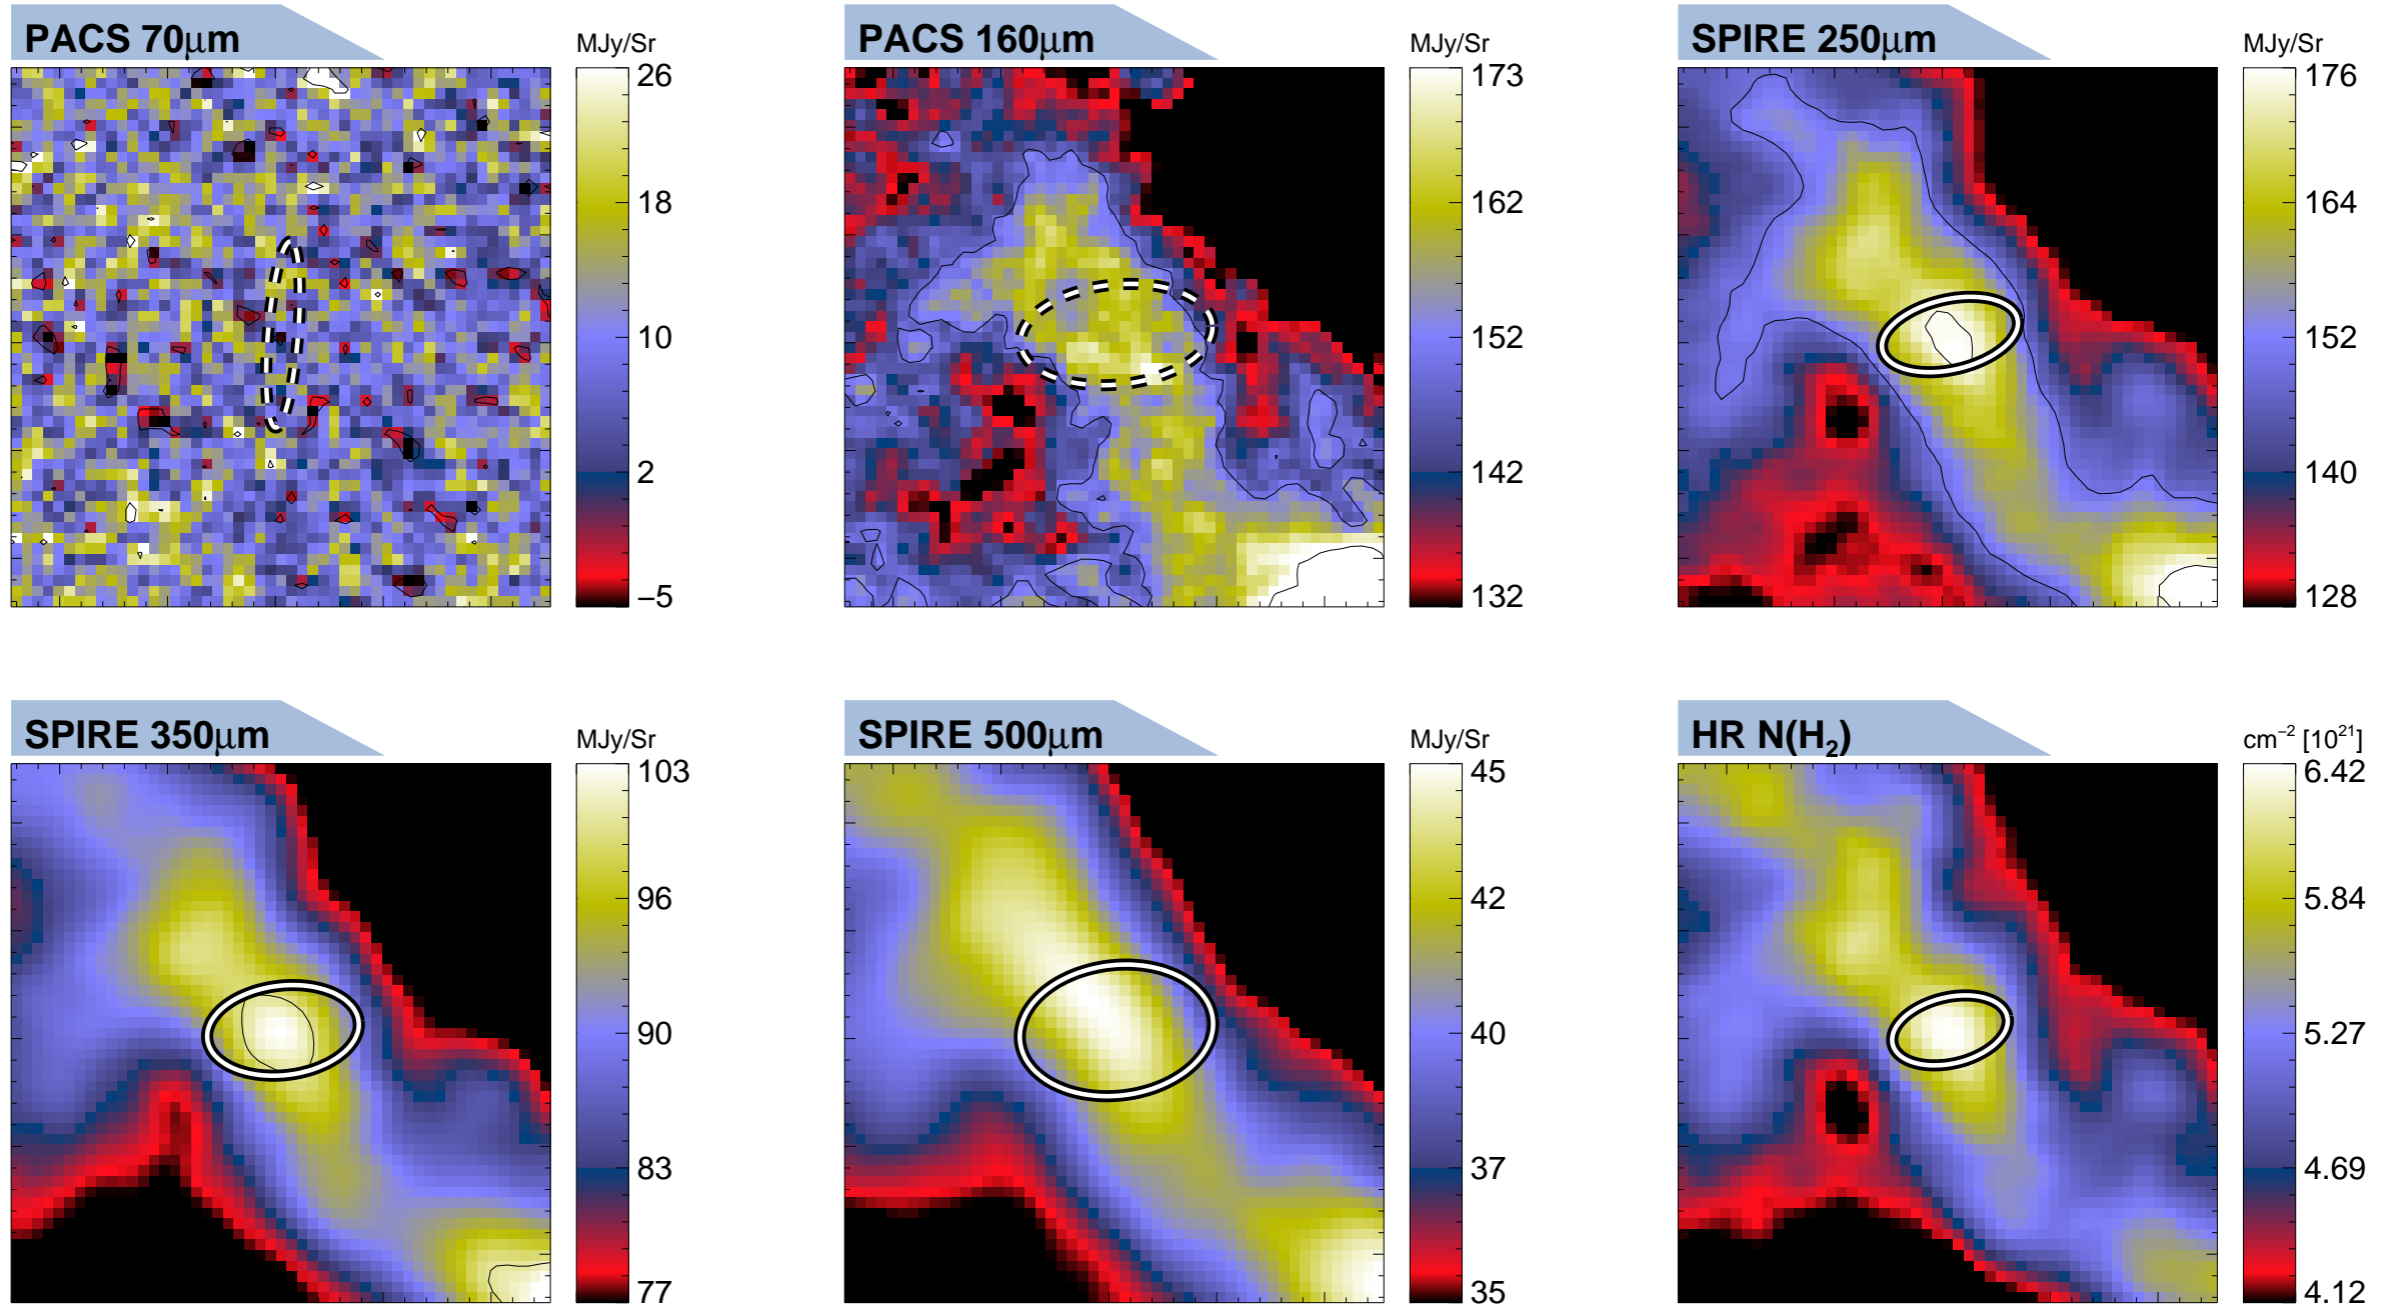 PACS 70μm
MJy/Sr
26
18
10
2
−5
PACS 160μm
MJy/Sr
173
162
152
142
132
SPIRE 250μm
MJy/Sr
176
164
152
140
128
SPIRE 350μm
MJy/Sr
103
96
90
83
77
SPIRE 500μm
MJy/Sr
45
42
40
37
35
HR N(H₂)
cm⁻² [10²¹]
6.42
5.84
5.27
4.69
4.12